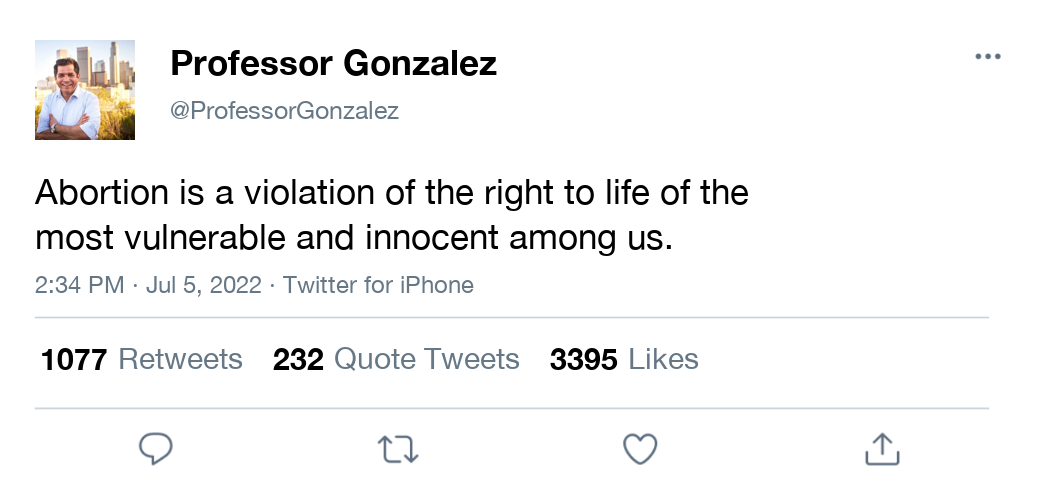 Professor Gonzalez
@ProfessorGonzalez
Abortion is a violation of the right to life of the
most vulnerable and innocent among us.
2:34 PM · Jul 5, 2022 · Twitter for iPhone
1077 Retweets 232 Quote Tweets 3395 Likes